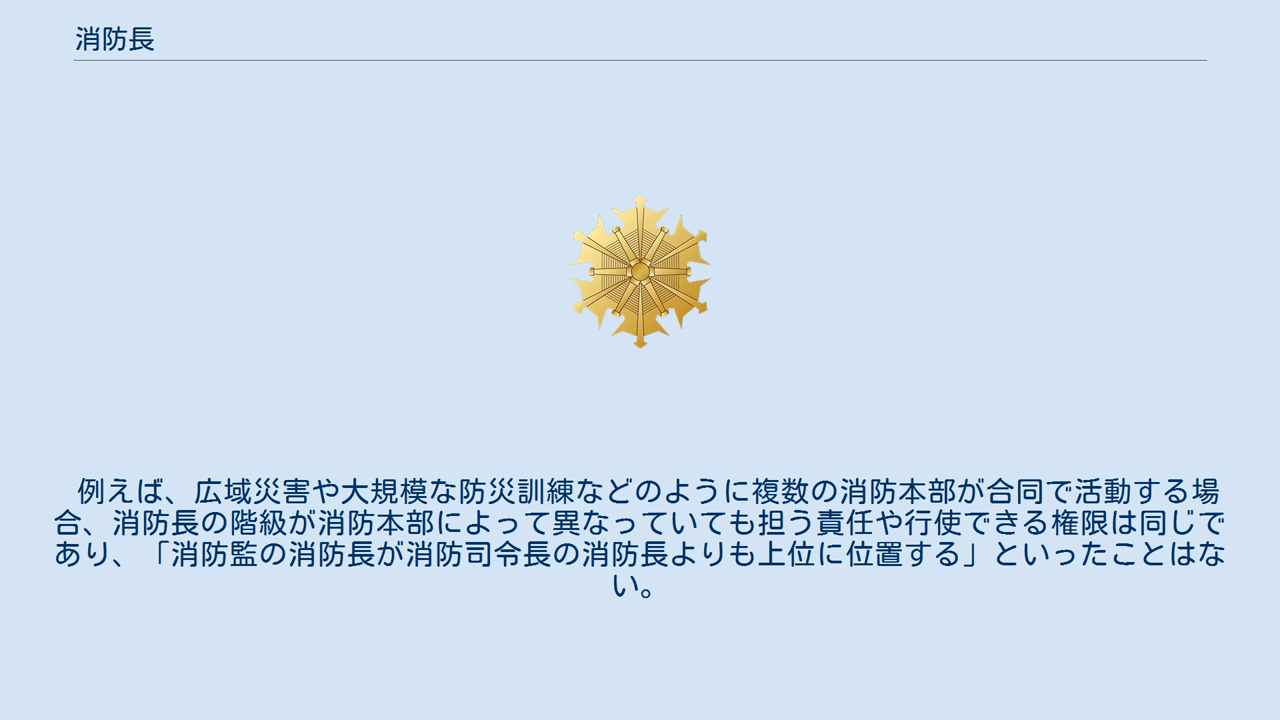 消防長
例えば、広域災害や大規模な防災訓練などのように複数の消防本部が合同で活動する場
合、消防長の階級が消防本部によって異なっていても担う責任や行使できる権限は同じで
あり、「消防監の消防長が消防司令長の消防長よりも上位に位置する」といったことはな
い。